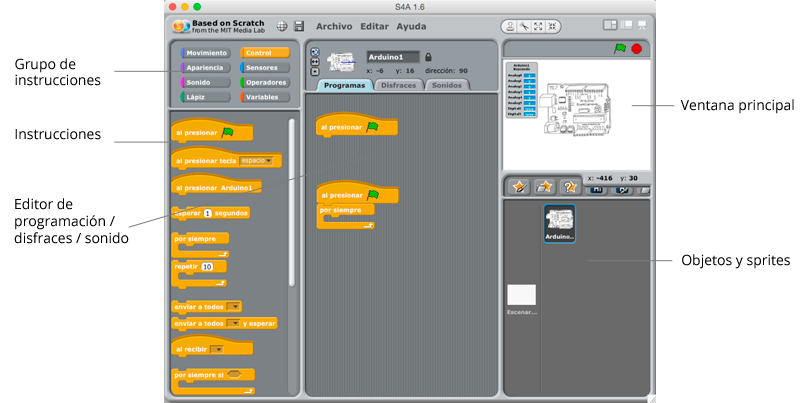 S4A 1.6
Based on Scratch
from the MIT Media Lab
Archivo Editar Ayuda
Grupo de
instrucciones
Instrucciones
Editor de
programación /
disfraces / sonido
Movimiento Control
Apariencia Sensores
Sonido Operadores
Lápiz Variables
al presionar
al presionar tecla espacio
al presionar Arduino1
esperar 1 segundos
por siempre
repetir 10
enviar a todos
enviar a todos y esperar
al recibir
por siempre si
Arduino1
x: -6 y: 16 dirección: 90
Programas Disfraces Sonidos
al presionar
al presionar
por siempre
Arduino1
x: -416 y: 30
Arduino...
Escenar...
Ventana principal
Objetos y sprites